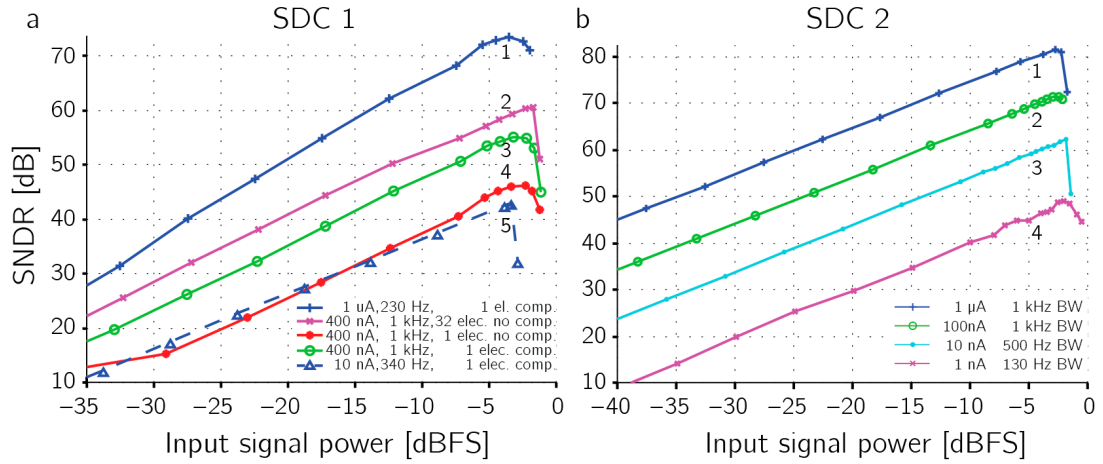 a SDC 1
SNDR [dB]
70
60
50
40
30
20
10
1
2
3
4
5
1 uA,230 Hz, 1 el. comp.
400 nA, 1 kHz,32 elec. no comp.
400 nA, 1 kHz, 1 elec. no comp.
400 nA, 1 kHz, 1 elec. comp.
10 nA,340 Hz, 1 elec. comp.
−35 −30 −25 −20 −15 −10 −5 0
Input signal power [dBFS]
b SDC 2
80
70
60
50
40
30
20
10
1
2
3
4
1 µA 1 kHz BW
100nA 1 kHz BW
10 nA 500 Hz BW
1 nA 130 Hz BW
−40 −35 −30 −25 −20 −15 −10 −5 0
Input signal power [dBFS]